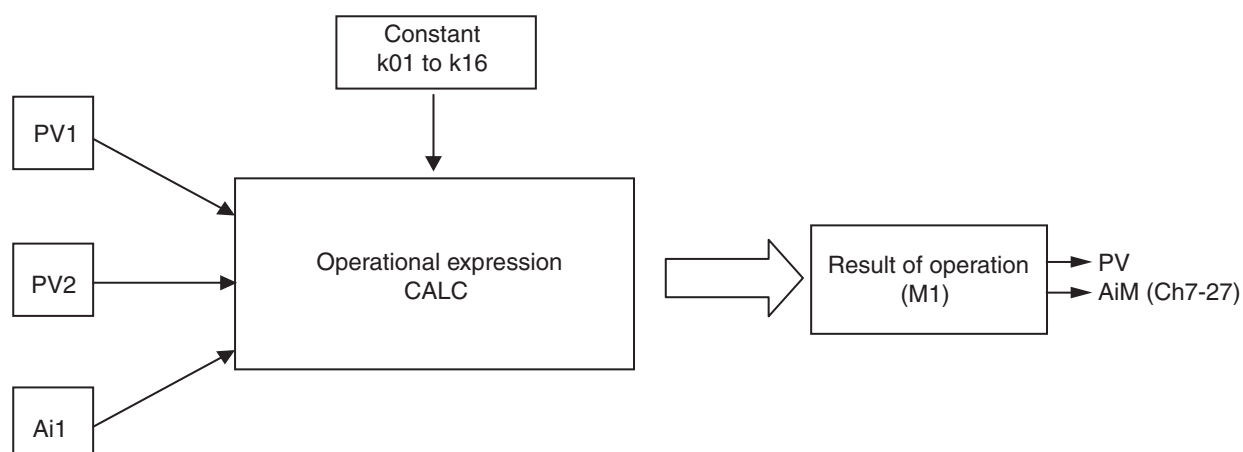 Constant
k01 to k16
PV1
PV2
Ai1
Operational expression
CALC
Result of operation
(M1)
PV
AiM (Ch7-27)